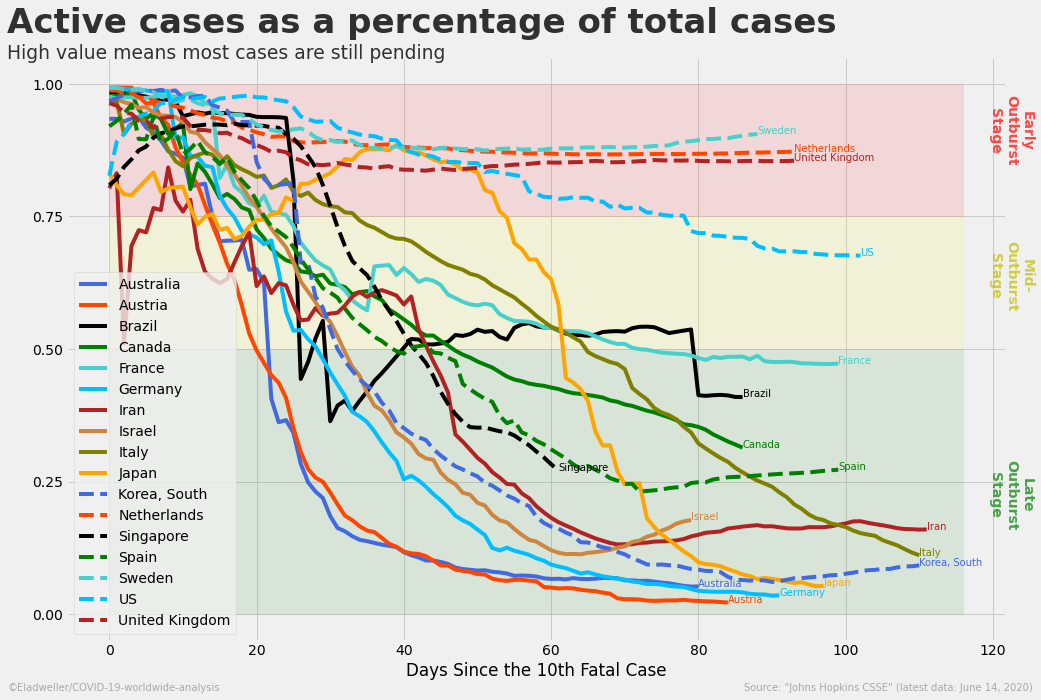 Active cases as a percentage of total cases
High value means most cases are still pending
1.00
0.75
0.50
0.25
0.00
0
20
40
60
80
100
120
Days Since the 10th Fatal Case
Early
Outburst
Stage
Mid-
Outburst
Stage
Late
Outburst
Stage
Australia
Austria
Brazil
Canada
France
Germany
Iran
Israel
Italy
Japan
Korea, South
Netherlands
Singapore
Spain
Sweden
US
United Kingdom
Sweden
Netherlands
United Kingdom
US
France
Brazil
Canada
Spain
Singapore
Israel
Iran
Italy
Korea, South
Japan
Australia
Germany
Austria
©Eladweller/COVID-19-worldwide-analysis
Source: "Johns Hopkins CSSE" (latest data: June 14, 2020)